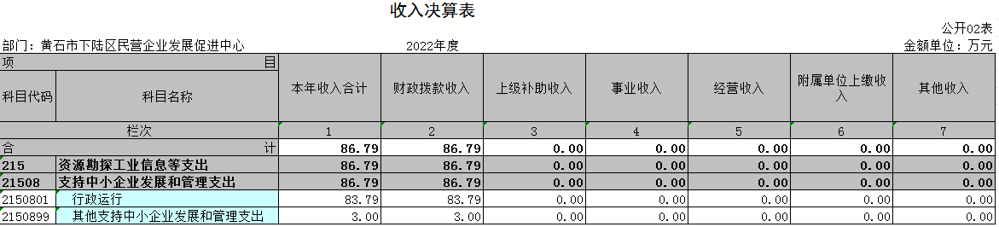 收入决算表
公开02表
部门：黄石市下陆区民营企业发展促进中心 2022年度 金额单位：万元
项 目 本年收入合计 财政拨款收入 上级补助收入 事业收入 经营收入 附属单位上缴收入 其他收入
科目代码 科目名称
栏次 1 2 3 4 5 6 7
合 计 86.79 86.79 0.00 0.00 0.00 0.00 0.00
215 资源勘探工业信息等支出 86.79 86.79 0.00 0.00 0.00 0.00 0.00
21508 支持中小企业发展和管理支出 86.79 86.79 0.00 0.00 0.00 0.00 0.00
2150801 行政运行 83.79 83.79 0.00 0.00 0.00 0.00 0.00
2150899 其他支持中小企业发展和管理支出 3.00 3.00 0.00 0.00 0.00 0.00 0.00